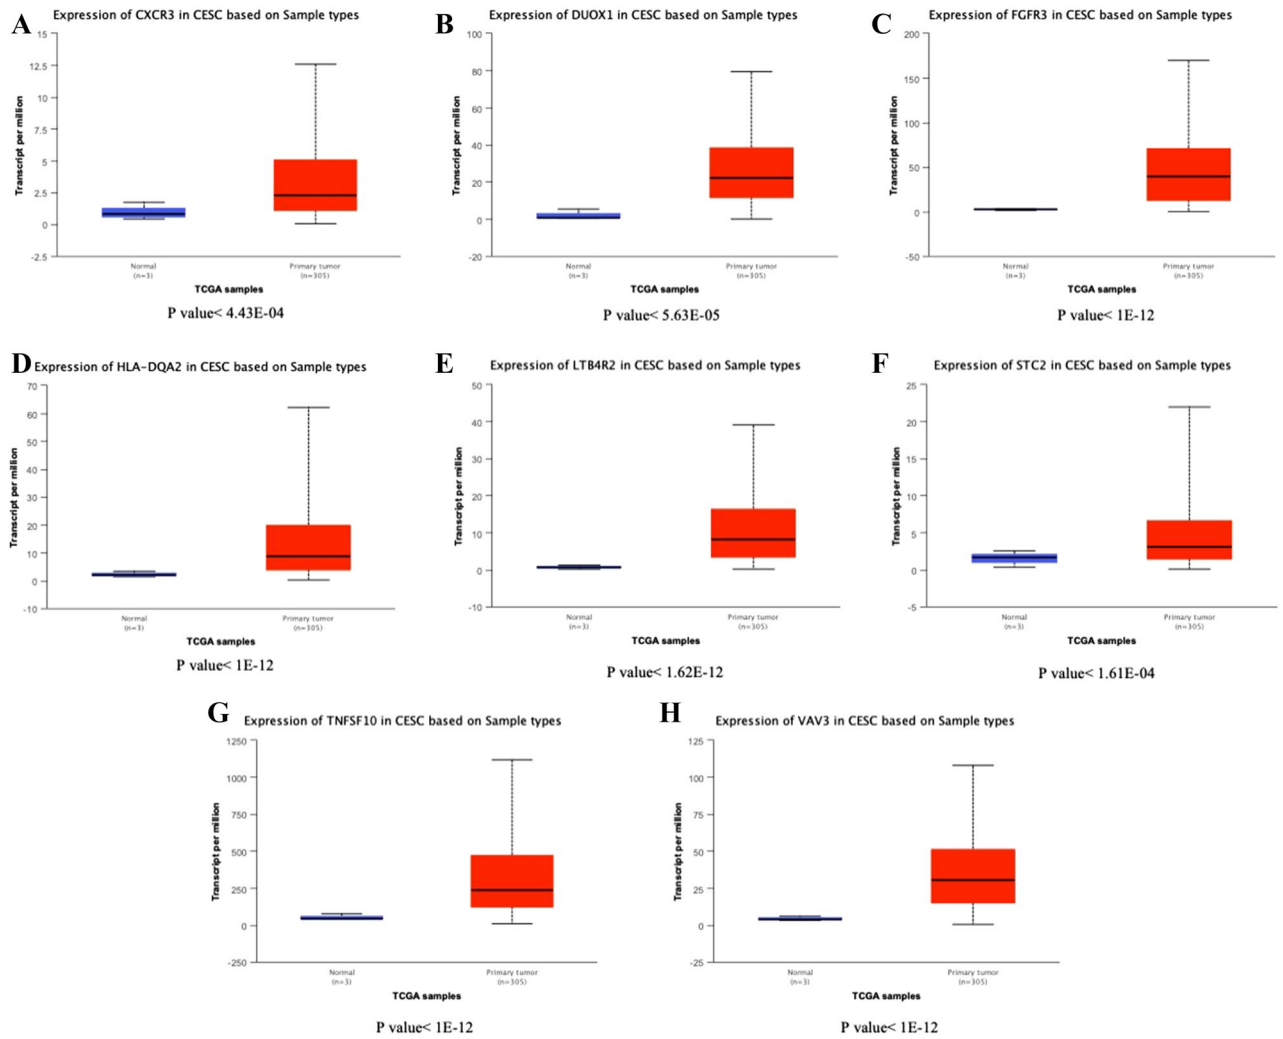 A
Expression of CXCR3 in CESC based on Sample types
15
12.5
10
7.5
5
2.5
0
-2.5
Transcript per million
Normal
(n=3)
Primary tumor
(n=305)
TCGA samples
P value< 4.43E-04
B
Expression of DUOX1 in CESC based on Sample types
100
80
60
40
20
0
-20
Transcript per million
Normal
(n=3)
Primary tumor
(n=305)
TCGA samples
P value< 5.63E-05
C
Expression of FGFR3 in CESC based on Sample types
200
150
100
50
0
-50
Transcript per million
Normal
(n=3)
Primary tumor
(n=305)
TCGA samples
P value< 1E-12
D
Expression of HLA-DQA2 in CESC based on Sample types
70
60
50
40
30
20
10
0
-10
Transcript per million
Normal
(n=3)
Primary tumor
(n=305)
TCGA samples
P value< 1E-12
E
Expression of LTB4R2 in CESC based on Sample types
50
40
30
20
10
0
-10
Transcript per million
Normal
(n=3)
Primary tumor
(n=305)
TCGA samples
P value< 1.62E-12
F
Expression of STC2 in CESC based on Sample types
25
20
15
10
5
0
-5
Transcript per million
Normal
(n=3)
Primary tumor
(n=305)
TCGA samples
P value< 1.61E-04
G
Expression of TNFSF10 in CESC based on Sample types
1250
1000
750
500
250
0
-250
Transcript per million
Normal
(n=3)
Primary tumor
(n=305)
TCGA samples
P value< 1E-12
H
Expression of VAV3 in CESC based on Sample types
125
100
75
50
25
0
-25
Transcript per million
Normal
(n=3)
Primary tumor
(n=305)
TCGA samples
P value< 1E-12